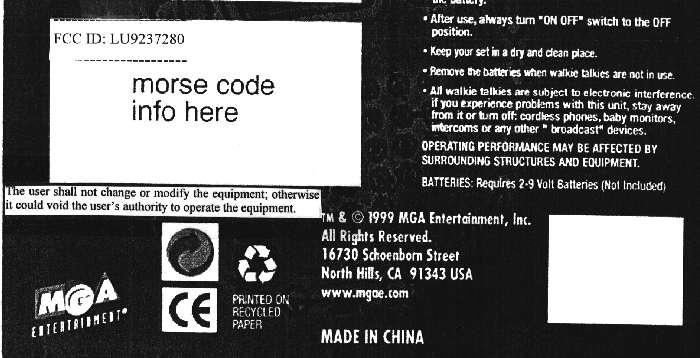 the battery.
• After use, always turn "ON OFF" switch to the OFF
position.
• Keep your set in a dry and clean place.
• Remove the batteries when walkie talkies are not in use.
• All walkie talkies are subject to electronic interference.
if you experience problems with this unit, stay away
from it or turn off: cordless phones, baby monitors,
intercoms or any other " broadcast" devices.
OPERATING PERFORMANCE MAY BE AFFECTED BY
SURROUNDING STRUCTURES AND EQUIPMENT.
BATTERIES: Requires 2-9 Volt Batteries (Not Included)
FCC ID: LU9237280
morse code
info here
The user shall not change or modify the equipment; otherwise
it could void the user's authority to operate the equipment.
TM & © 1999 MGA Entertainment, Inc.
All Rights Reserved.
16730 Schoenborn Street
North Hills, CA 91343 USA
www.mgae.com
MADE IN CHINA
MGA
ENTERTAINMENT®
CE
PRINTED ON
RECYCLED
PAPER